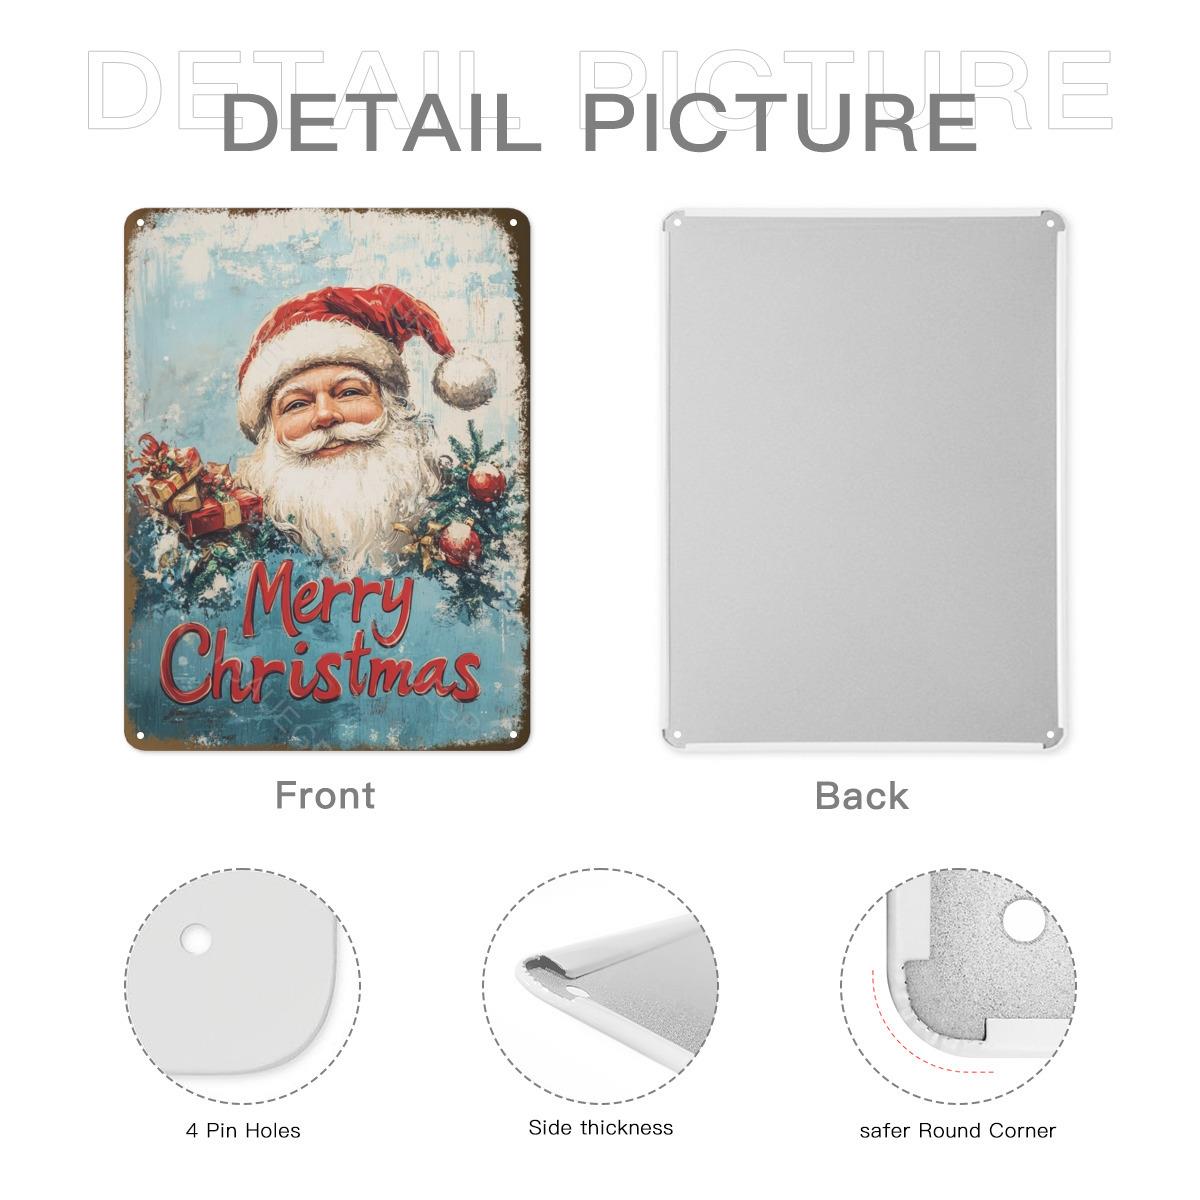 DETAIL PICTURE
DETAIL PICTURE
Merry
Christmas
Front
Back
4 Pin Holes
Side thickness
safer Round Corner